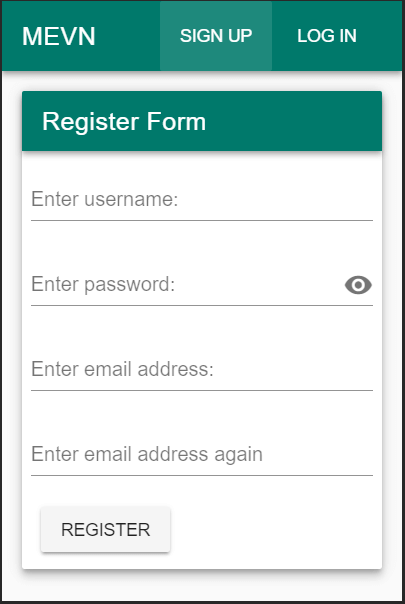 MEVN SIGN UP LOG IN
Register Form
Enter username:
Enter password:
Enter email address:
Enter email address again
REGISTER